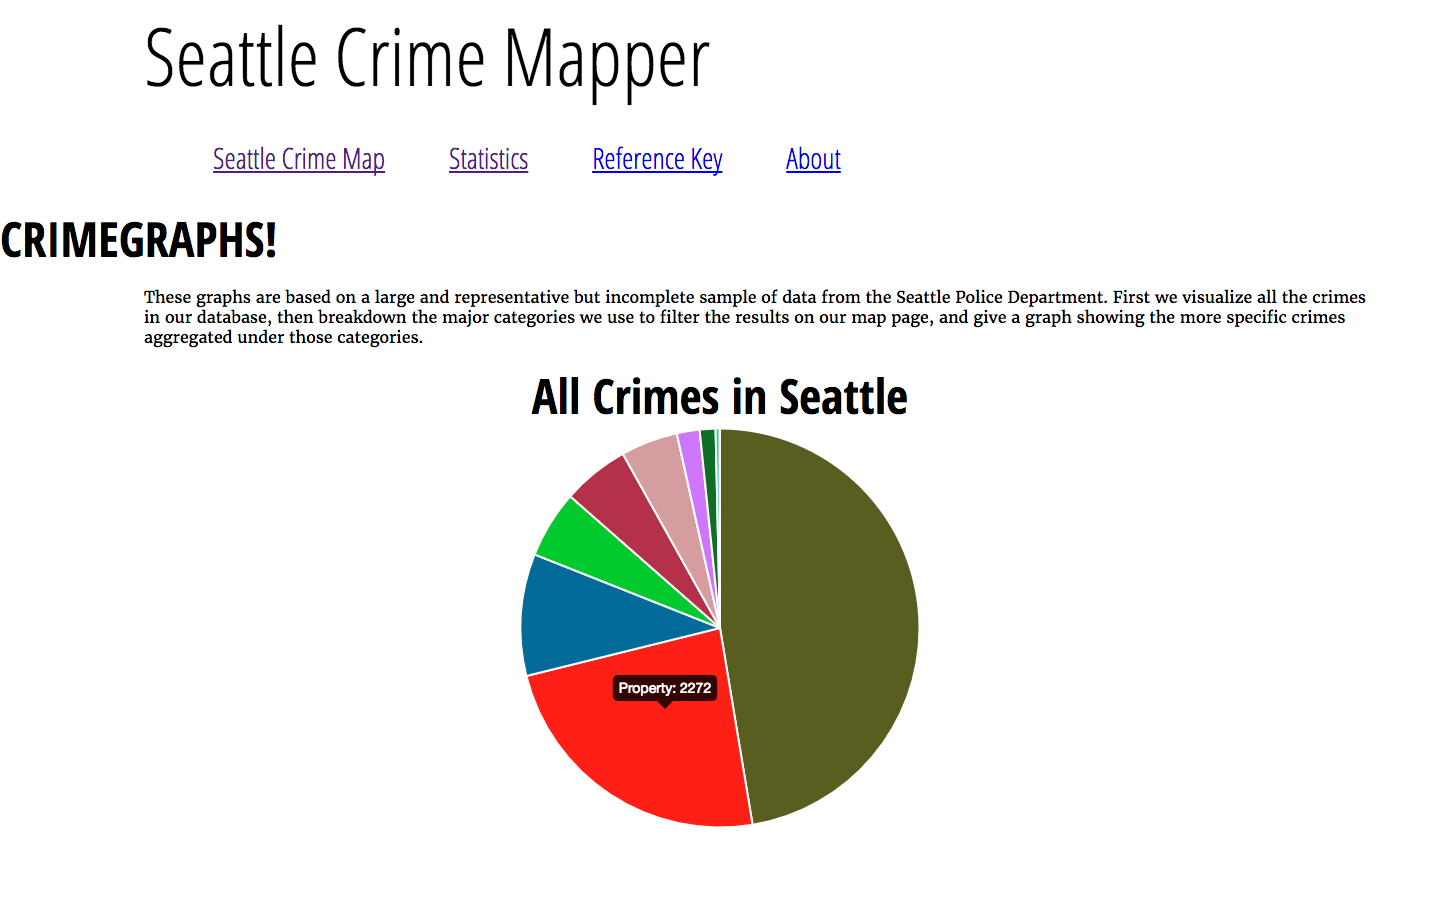 Seattle Crime Mapper
Seattle Crime Map Statistics Reference Key About
CRIMEGRAPHS!
These graphs are based on a large and representative but incomplete sample of data from the Seattle Police Department. First we visualize all the crimes
in our database, then breakdown the major categories we use to filter the results on our map page, and give a graph showing the more specific crimes
aggregated under those categories.
All Crimes in Seattle
Property: 2272